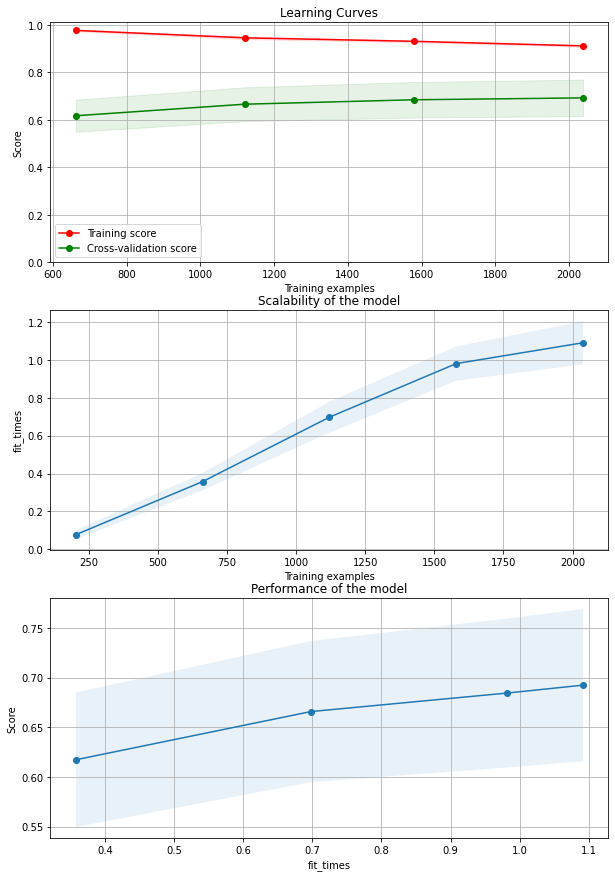 Learning Curves
1.0
0.8
0.6
0.4
0.2
0.0
Score
Training score
Cross-validation score
600 800 1000 1200 1400 1600 1800 2000
Training examples
Scalability of the model
1.2
1.0
0.8
0.6
0.4
0.2
0.0
fit_times
250 500 750 1000 1250 1500 1750 2000
Training examples
Performance of the model
0.75
0.70
0.65
0.60
0.55
Score
0.4 0.5 0.6 0.7 0.8 0.9 1.0 1.1
fit_times